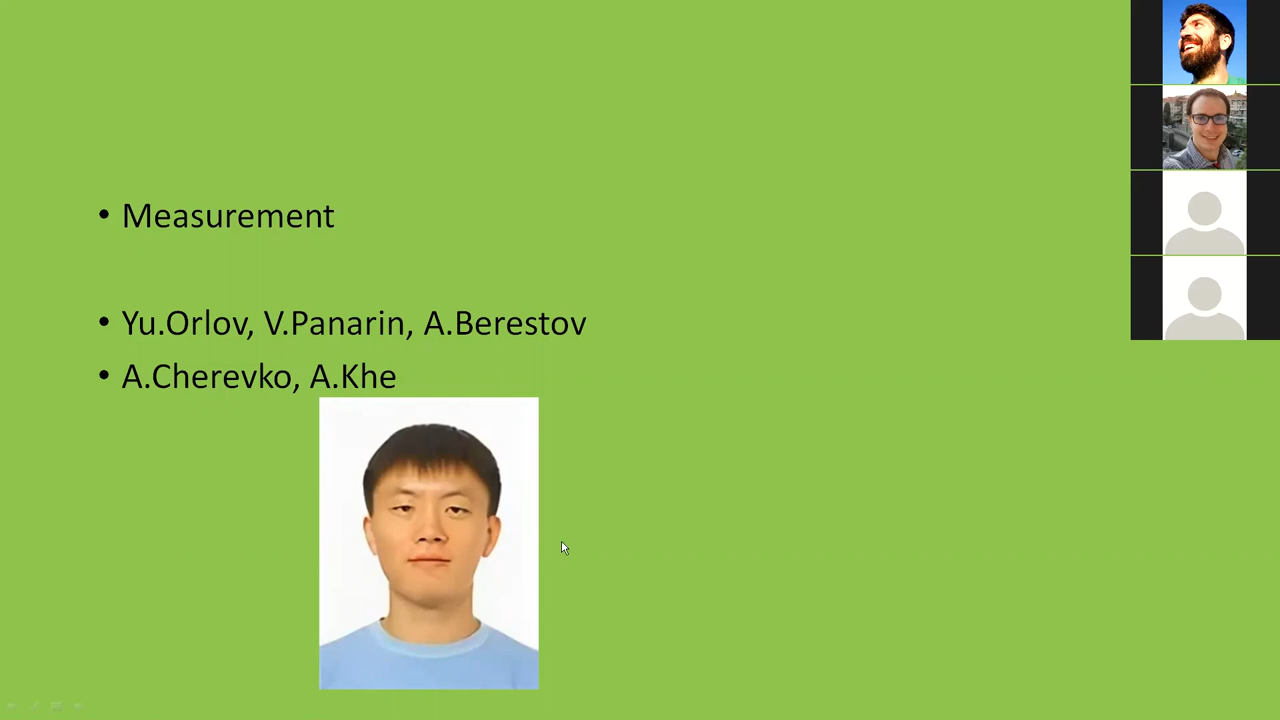 • Measurement
• Yu.Orlov, V.Panarin, A.Berestov
• A.Cherevko, A.Khe